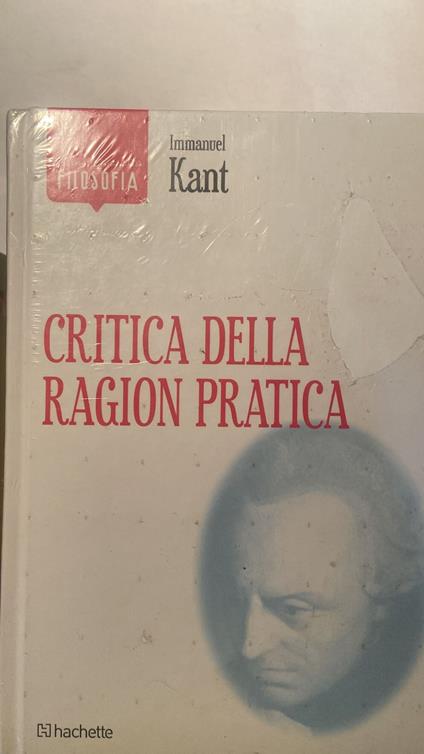 FILOSOFIA
Immanuel
Kant
CRITICA DELLA
RAGION PRATICA
hachette